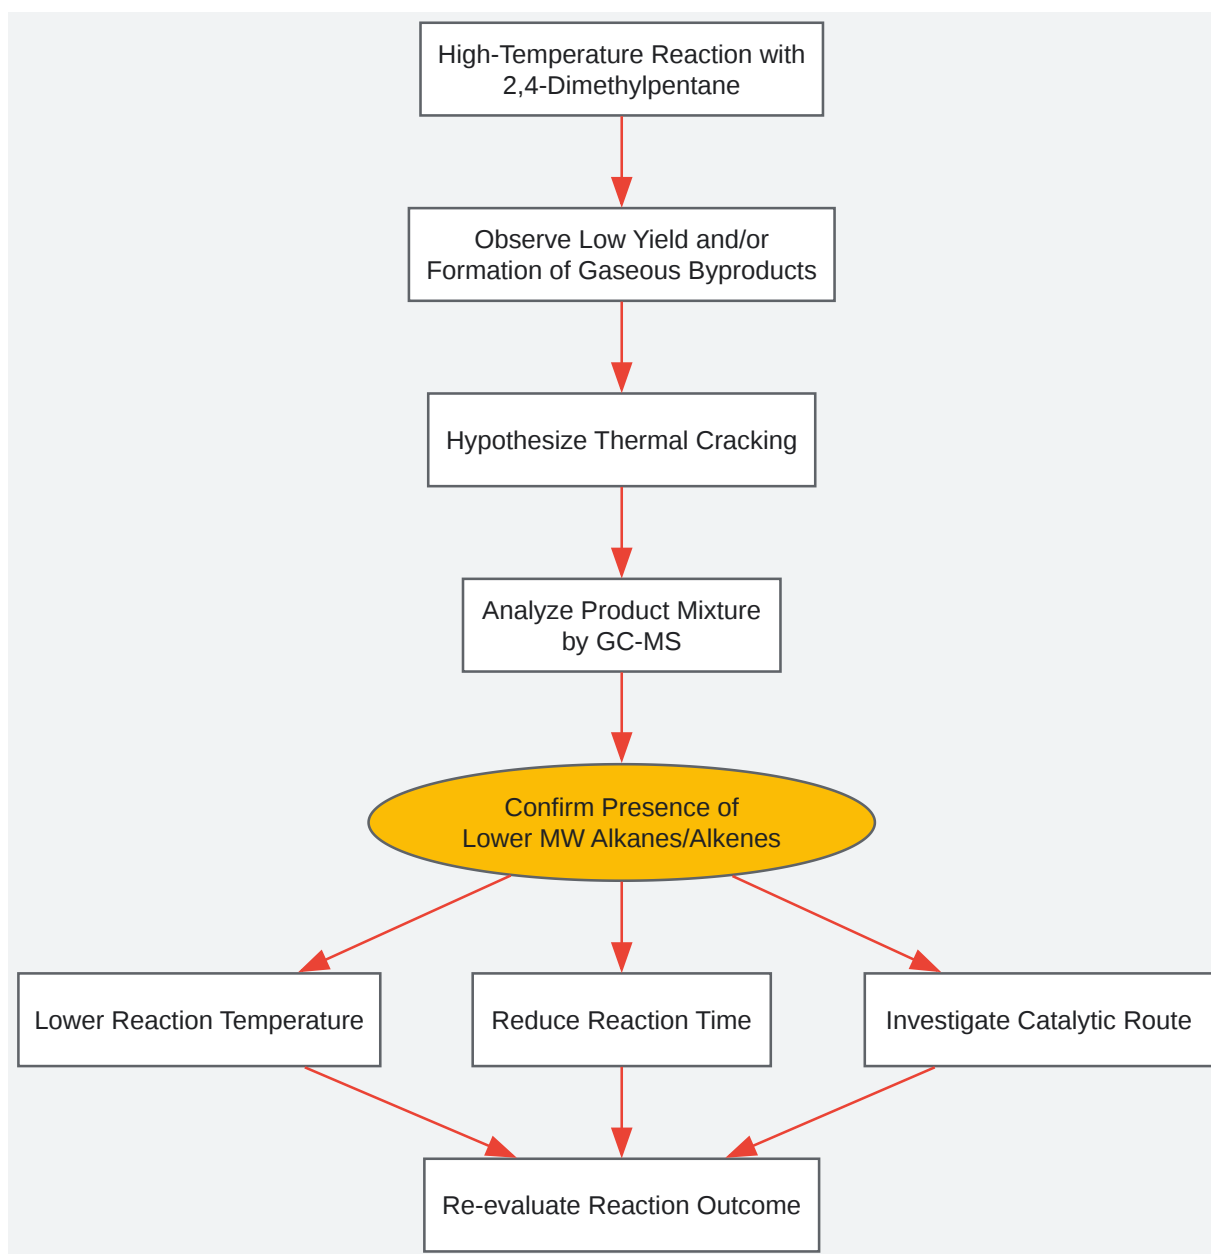 High-Temperature Reaction with
2,4-Dimethylpentane
Observe Low Yield and/or
Formation of Gaseous Byproducts
Hypothesize Thermal Cracking
Analyze Product Mixture
by GC-MS
Confirm Presence of
Lower MW Alkanes/Alkenes
Lower Reaction Temperature
Reduce Reaction Time
Investigate Catalytic Route
Re-evaluate Reaction Outcome